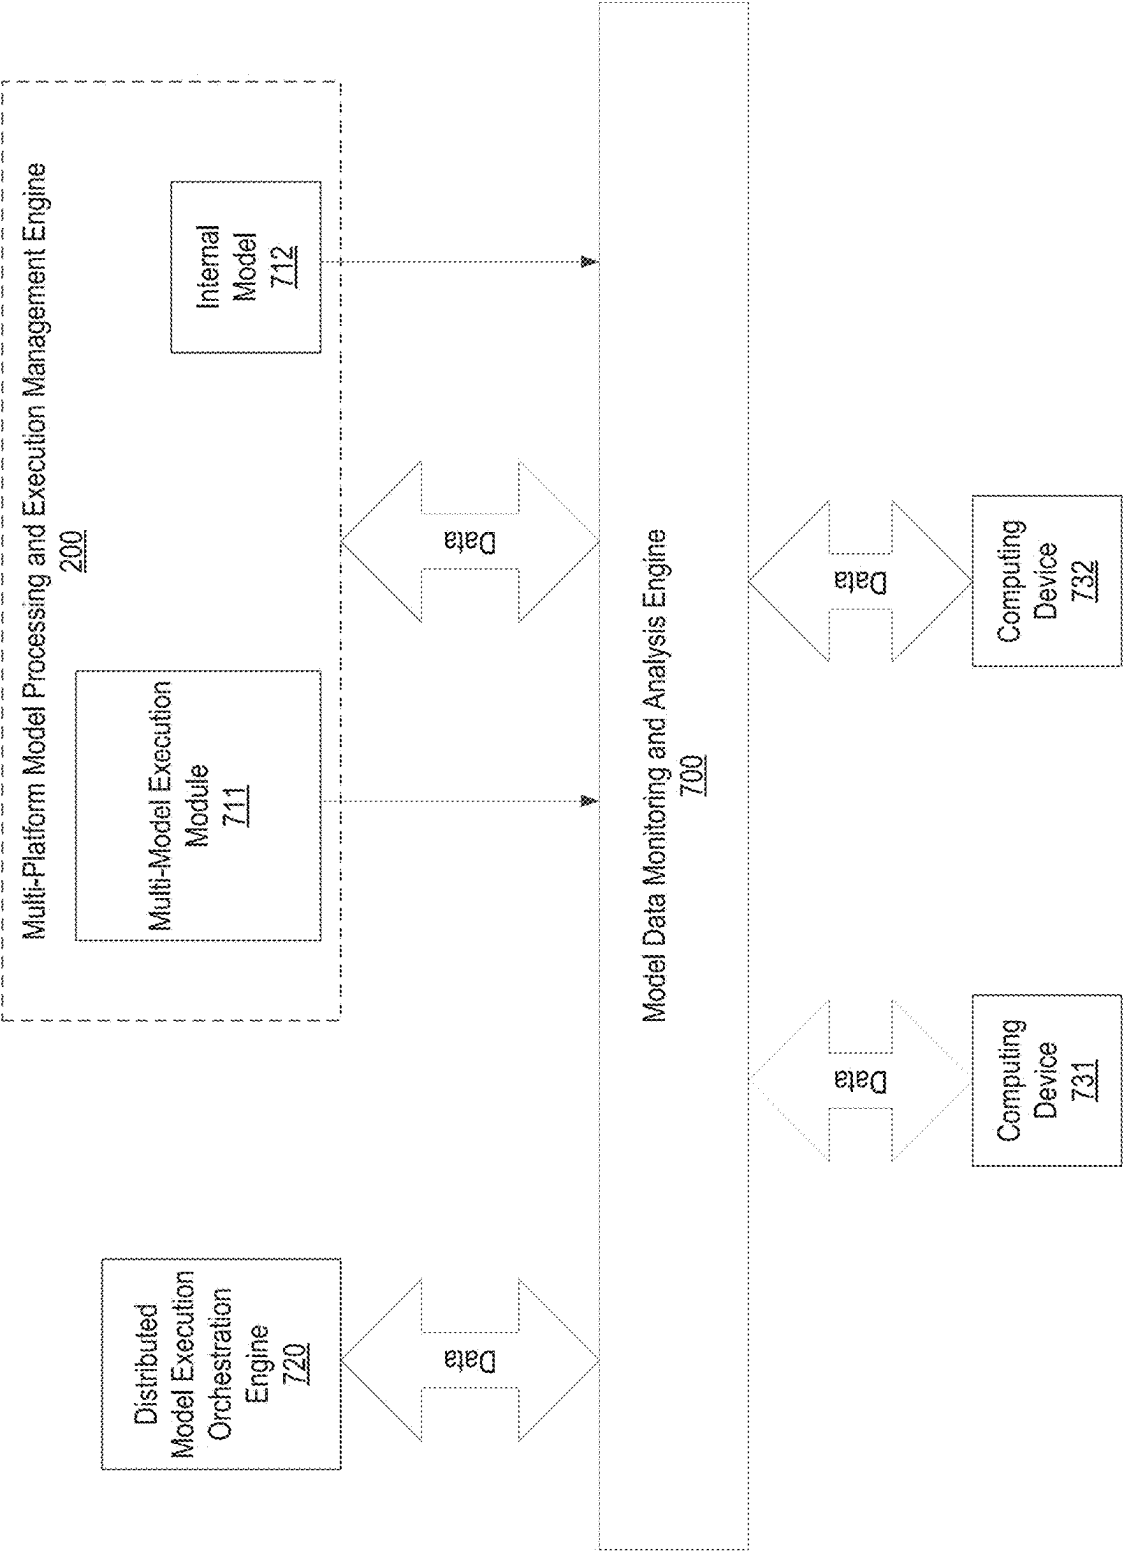 Multi-Platform Model Processing and Execution Management Engine
200
Distributed
Model Execution
Orchestration
Engine
720
Multi-Model Execution
Module
711
Internal
Model
712
Data
Data
Model Data Monitoring and Analysis Engine
700
Data
Data
Computing
Device
731
Computing
Device
732